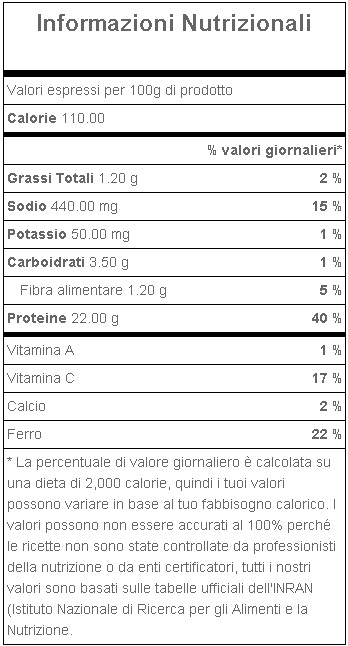 Informazioni Nutrizionali
Valori espressi per 100g di prodotto
Calorie 110.00
% valori giornalieri*
Grassi Totali 1.20 g 2 %
Sodio 440.00 mg 15 %
Potassio 50.00 mg 1 %
Carboidrati 3.50 g 1 %
Fibra alimentare 1.20 g 5 %
Proteine 22.00 g 40 %
Vitamina A 1 %
Vitamina C 17 %
Calcio 2 %
Ferro 22 %
* La percentuale di valore giornaliero è calcolata su
una dieta di 2,000 calorie, quindi i tuoi valori
possono variare in base al tuo fabbisogno calorico. I
valori possono non essere accurati al 100% perché
le ricette non sono state controllate da professionisti
della nutrizione o da enti certificatori, tutti i nostri
valori sono basati sulle tabelle ufficiali dell'INRAN
(Istituto Nazionale di Ricerca per gli Alimenti e la
Nutrizione.